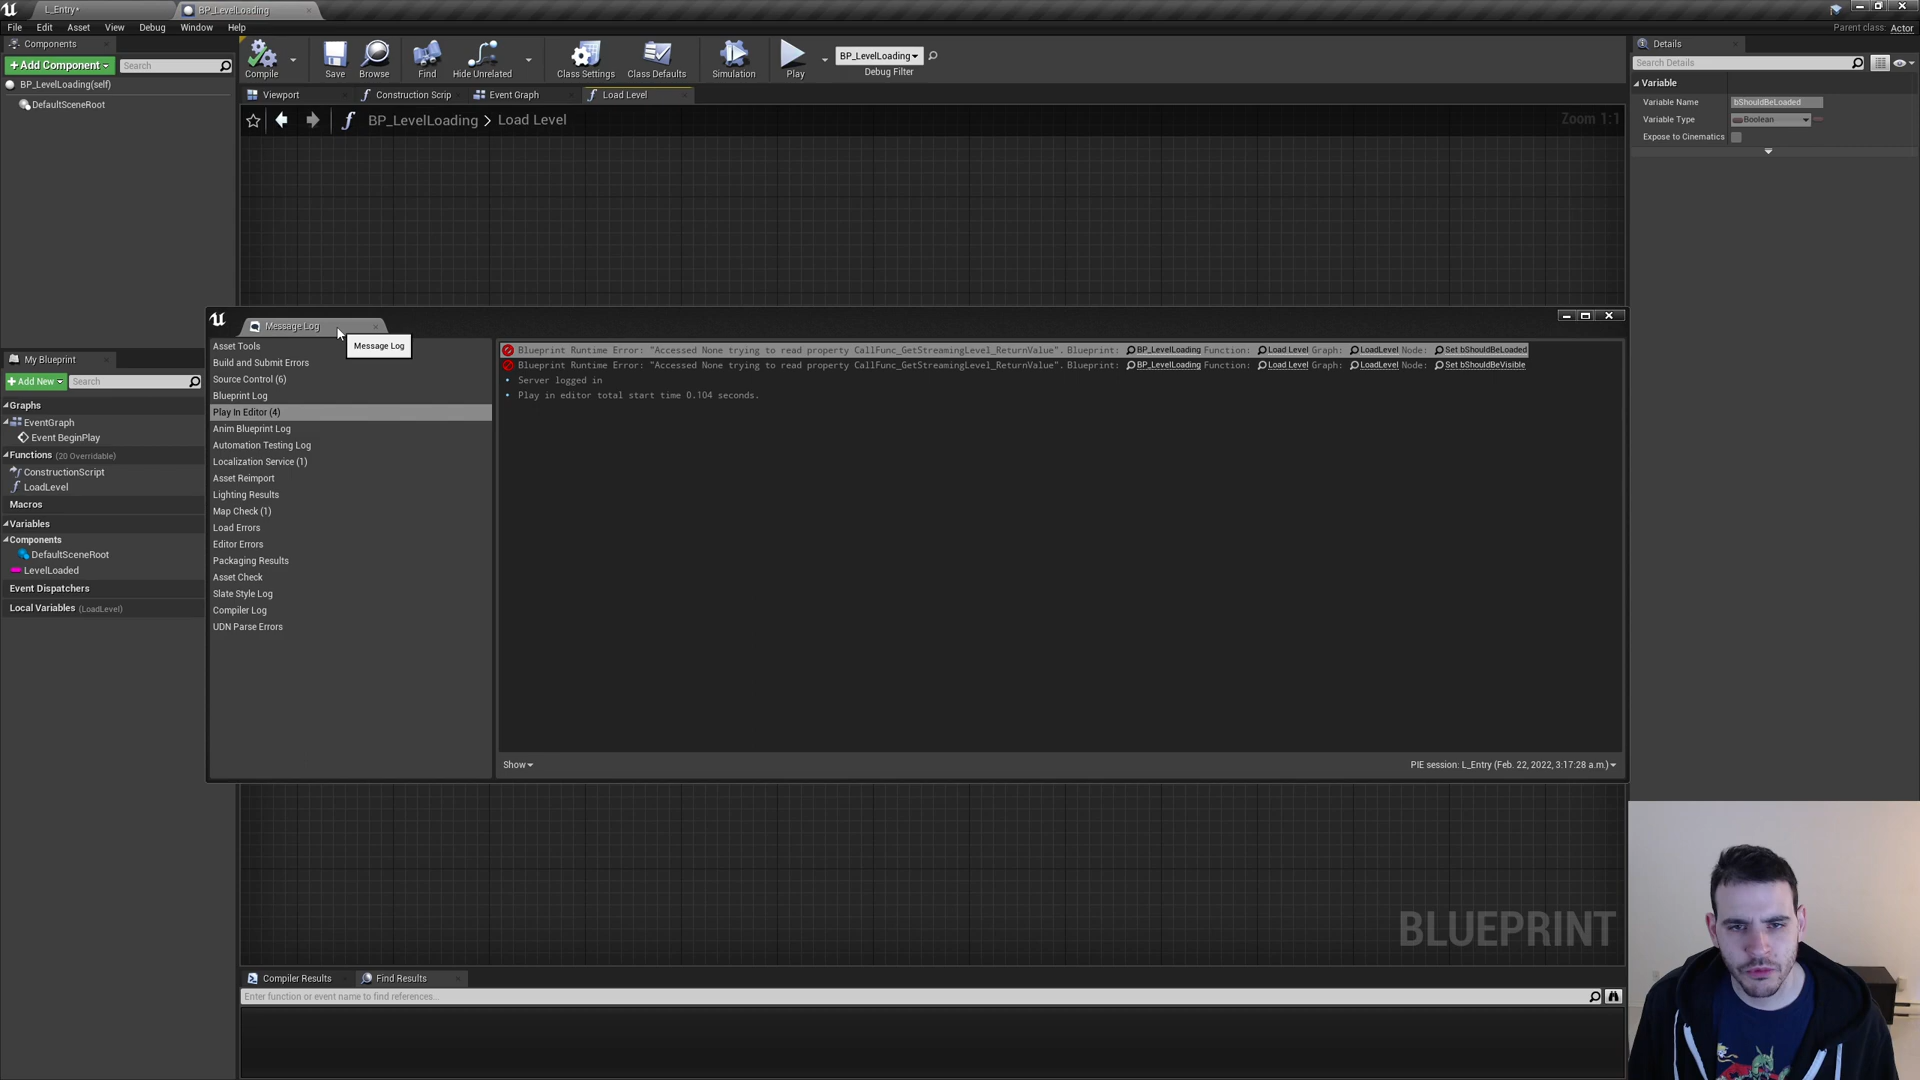 L_Entry*
BP_LevelLoading
File Edit Asset View Debug Window Help
Parent class: Actor
Components
+Add Component
Search
BP_LevelLoading(self)
DefaultSceneRoot
Compile
Save
Browse
Find
Hide Unrelated
Class Settings
Class Defaults
Simulation
Play
BP_LevelLoading
Debug Filter
Viewport
Construction Scrip
Event Graph
Load Level
BP_LevelLoading > Load Level
Zoom 1:1
Details
Search Details
Variable
Variable Name bShouldBeLoaded
Variable Type Boolean
Expose to Cinematics
My Blueprint
+Add New
Search
Graphs
EventGraph
Event BeginPlay
Functions (20 Overridable)
ConstructionScript
LoadLevel
Macros
Variables
Components
DefaultSceneRoot
LevelLoaded
Event Dispatchers
Local Variables (LoadLevel)
Message Log
Message Log
Asset Tools
Build and Submit Errors
Source Control (6)
Blueprint Log
Play In Editor (4)
Anim Blueprint Log
Automation Testing Log
Localization Service (1)
Asset Reimport
Lighting Results
Map Check (1)
Load Errors
Editor Errors
Packaging Results
Asset Check
Slate Style Log
Compiler Log
UDN Parse Errors
Blueprint Runtime Error: "Accessed None trying to read property CallFunc_GetStreamingLevel_ReturnValue". Blueprint: BP_LevelLoading Function: Load Level Graph: LoadLevel Node: Set bShouldBeLoaded
Blueprint Runtime Error: "Accessed None trying to read property CallFunc_GetStreamingLevel_ReturnValue". Blueprint: BP_LevelLoading Function: Load Level Graph: LoadLevel Node: Set bShouldBeVisible
Server logged in
Play in editor total start time 0.104 seconds.
Show
PIE session: L_Entry (Feb. 22, 2022, 3:17:28 a.m.)
BLUEPRINT
Compiler Results
Find Results
Enter function or event name to find references...